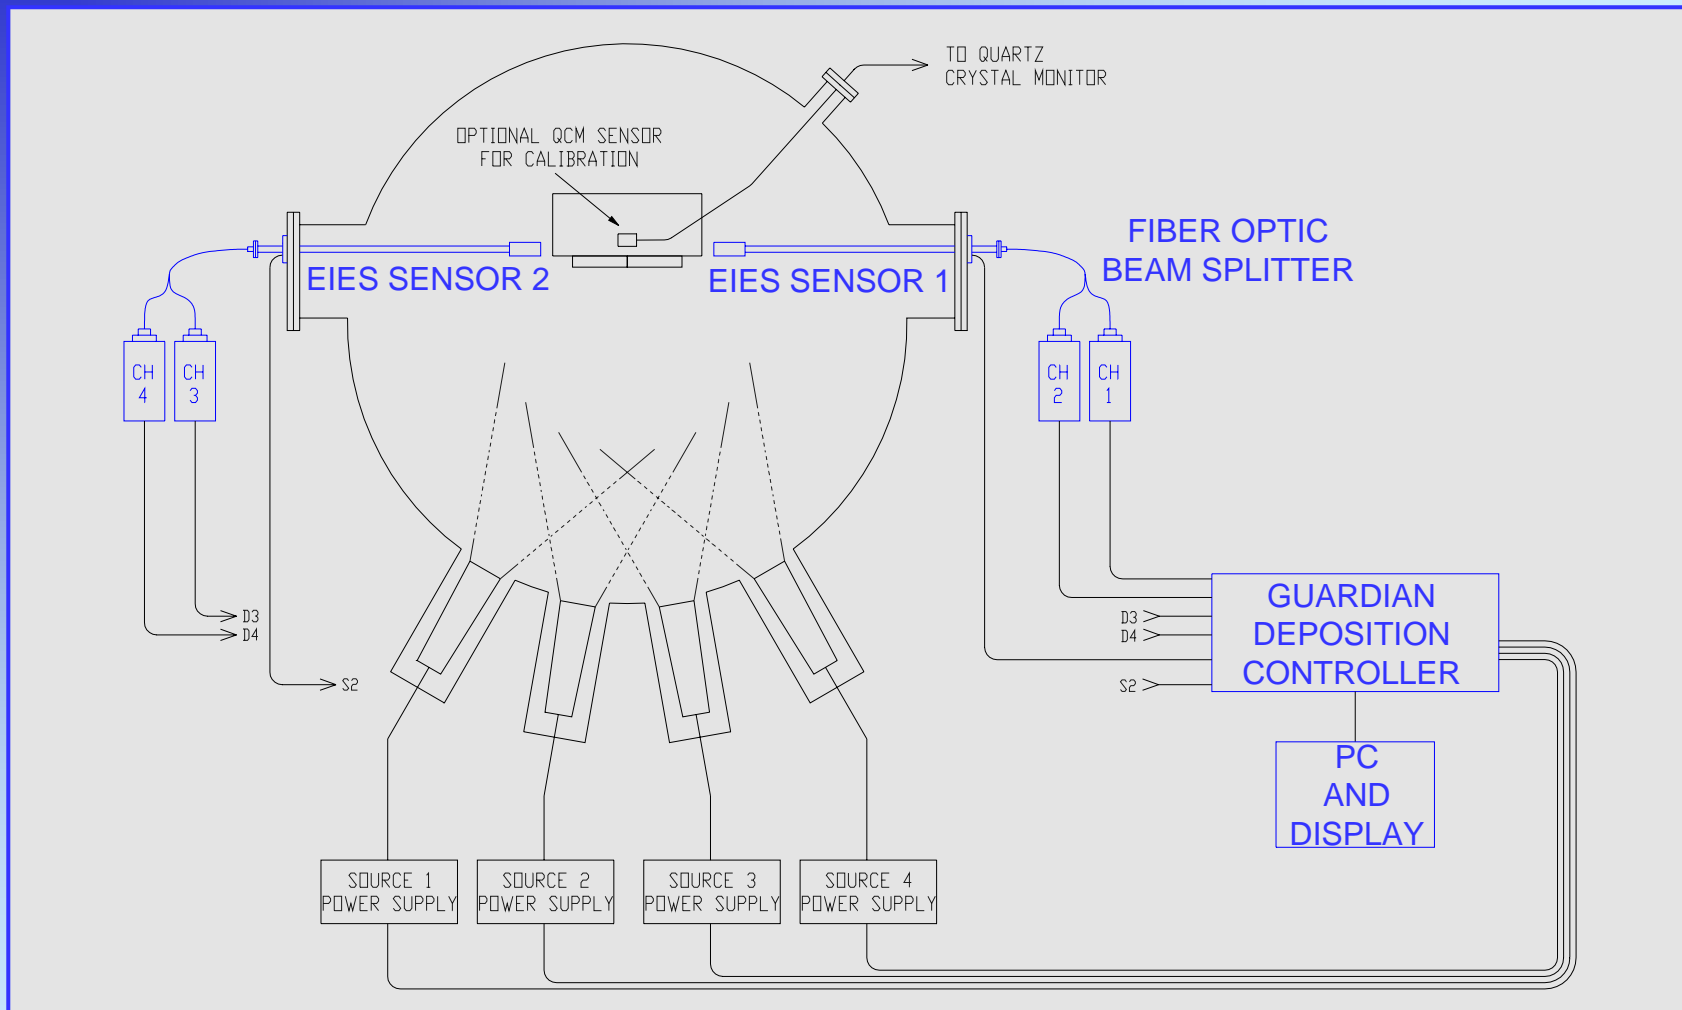 TO QUARTZ
CRYSTAL MONITOR
OPTIONAL QCM SENSOR
FOR CALIBRATION
FIBER OPTIC
BEAM SPLITTER
EIES SENSOR 2
EIES SENSOR 1
CH
4
CH
3
CH
2
CH
1
D3
D4
S2
D3
D4
S2
GUARDIAN
DEPOSITION
CONTROLLER
PC
AND
DISPLAY
SOURCE 1
POWER SUPPLY
SOURCE 2
POWER SUPPLY
SOURCE 3
POWER SUPPLY
SOURCE 4
POWER SUPPLY